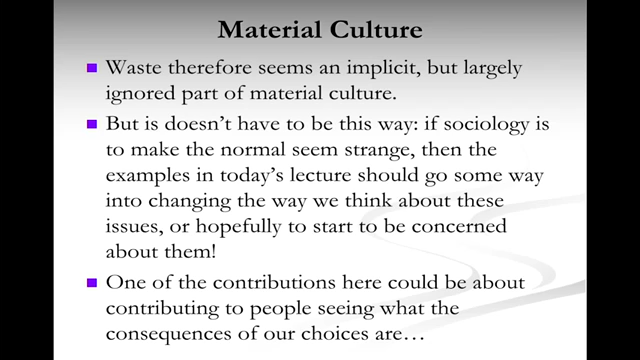 Material Culture
Waste therefore seems an implicit, but largely
ignored part of material culture.
But is doesn't have to be this way: if sociology is
to make the normal seem strange, then the
examples in today's lecture should go some way
into changing the way we think about these
issues, or hopefully to start to be concerned
about them!
One of the contributions here could be about
contributing to people seeing what the
consequences of our choices are…